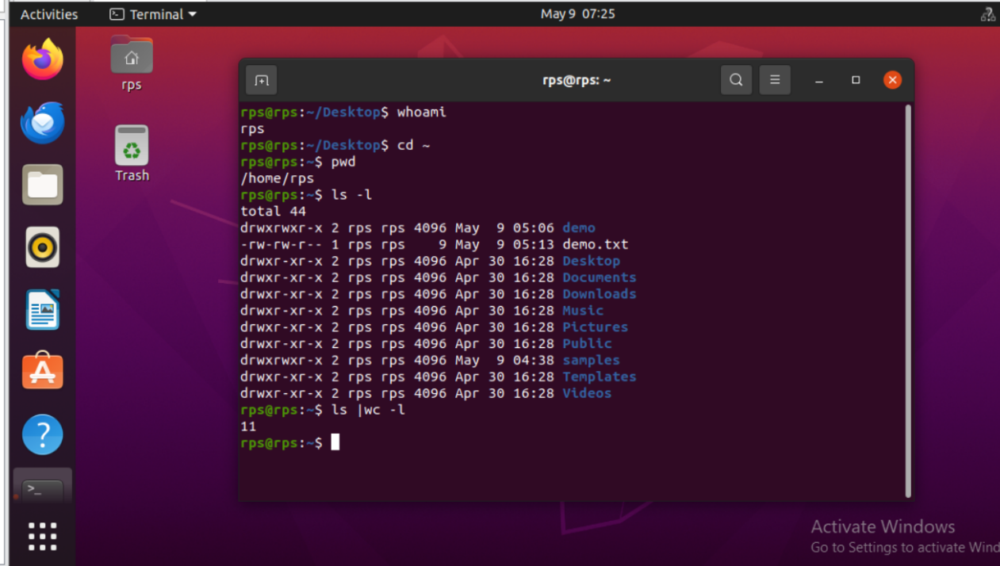 Activities
Terminal
May 9 07:25
rps
Trash
rps@rps: ~
rps@rps:~/Desktop$ whoami
rps
rps@rps:~/Desktop$ cd ~
rps@rps:~$ pwd
/home/rps
rps@rps:~$ ls -l
total 44
drwxrwxr-x 2 rps rps 4096 May  9 05:06 demo
-rw-rw-r-- 1 rps rps    9 May  9 05:13 demo.txt
drwxr-xr-x 2 rps rps 4096 Apr 30 16:28 Desktop
drwxr-xr-x 2 rps rps 4096 Apr 30 16:28 Documents
drwxr-xr-x 2 rps rps 4096 Apr 30 16:28 Downloads
drwxr-xr-x 2 rps rps 4096 Apr 30 16:28 Music
drwxr-xr-x 2 rps rps 4096 Apr 30 16:28 Pictures
drwxr-xr-x 2 rps rps 4096 Apr 30 16:28 Public
drwxrwxr-x 2 rps rps 4096 May  9 04:38 samples
drwxr-xr-x 2 rps rps 4096 Apr 30 16:28 Templates
drwxr-xr-x 2 rps rps 4096 Apr 30 16:28 Videos
rps@rps:~$ ls |wc -l
11
rps@rps:~$
Activate Windows
Go to Settings to activate Wind